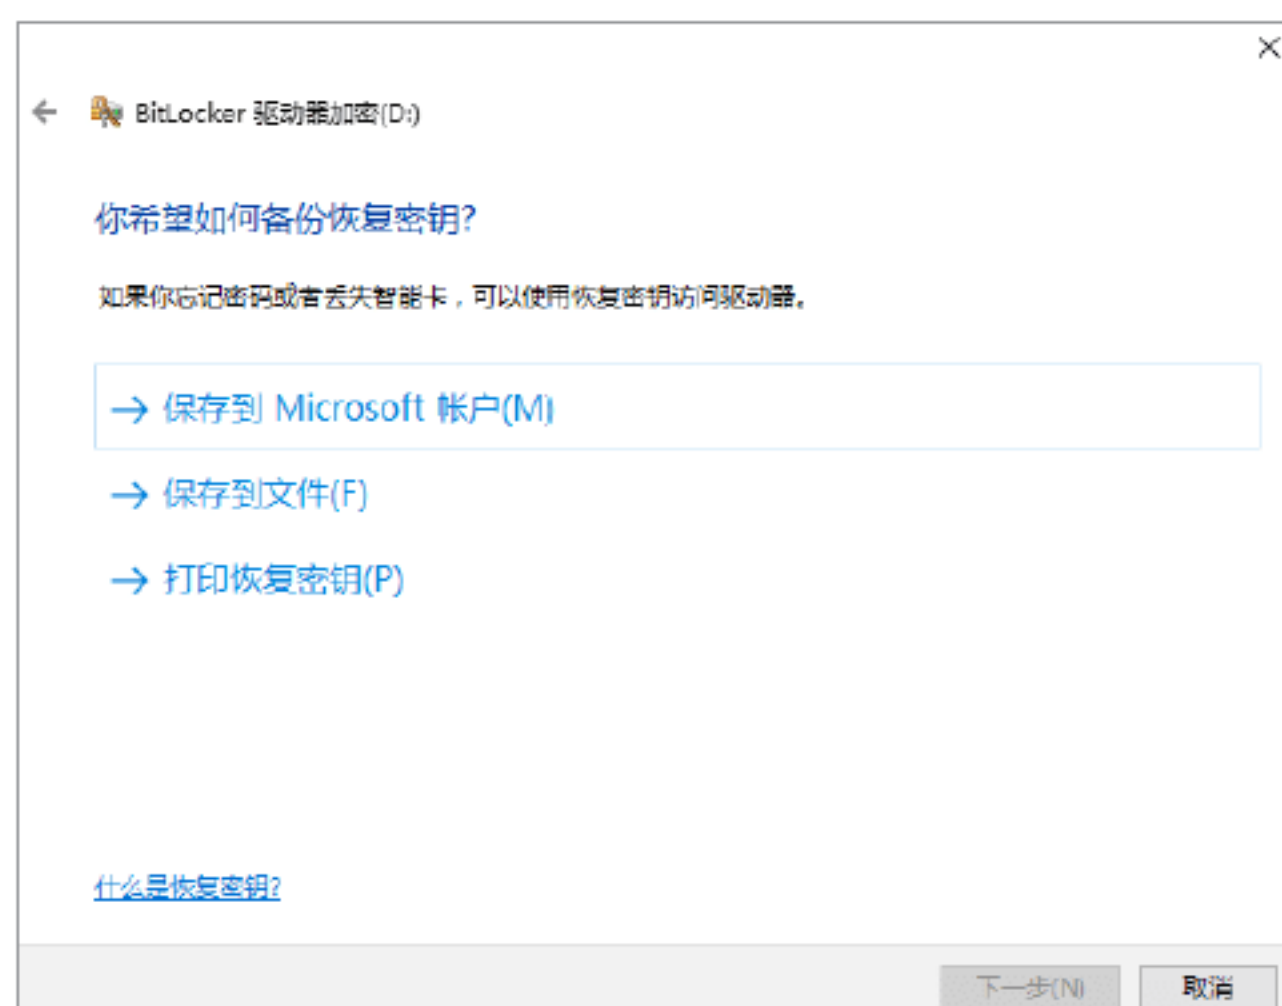 BitLocker 驱动器加密(D:)
你希望如何备份恢复密钥?
如果你忘记密码或者丢失智能卡，可以使用恢复密钥访问驱动器。
保存到 Microsoft 帐户(M)
保存到文件(F)
打印恢复密钥(P)
什么是恢复密钥?
下一步(N)
取消